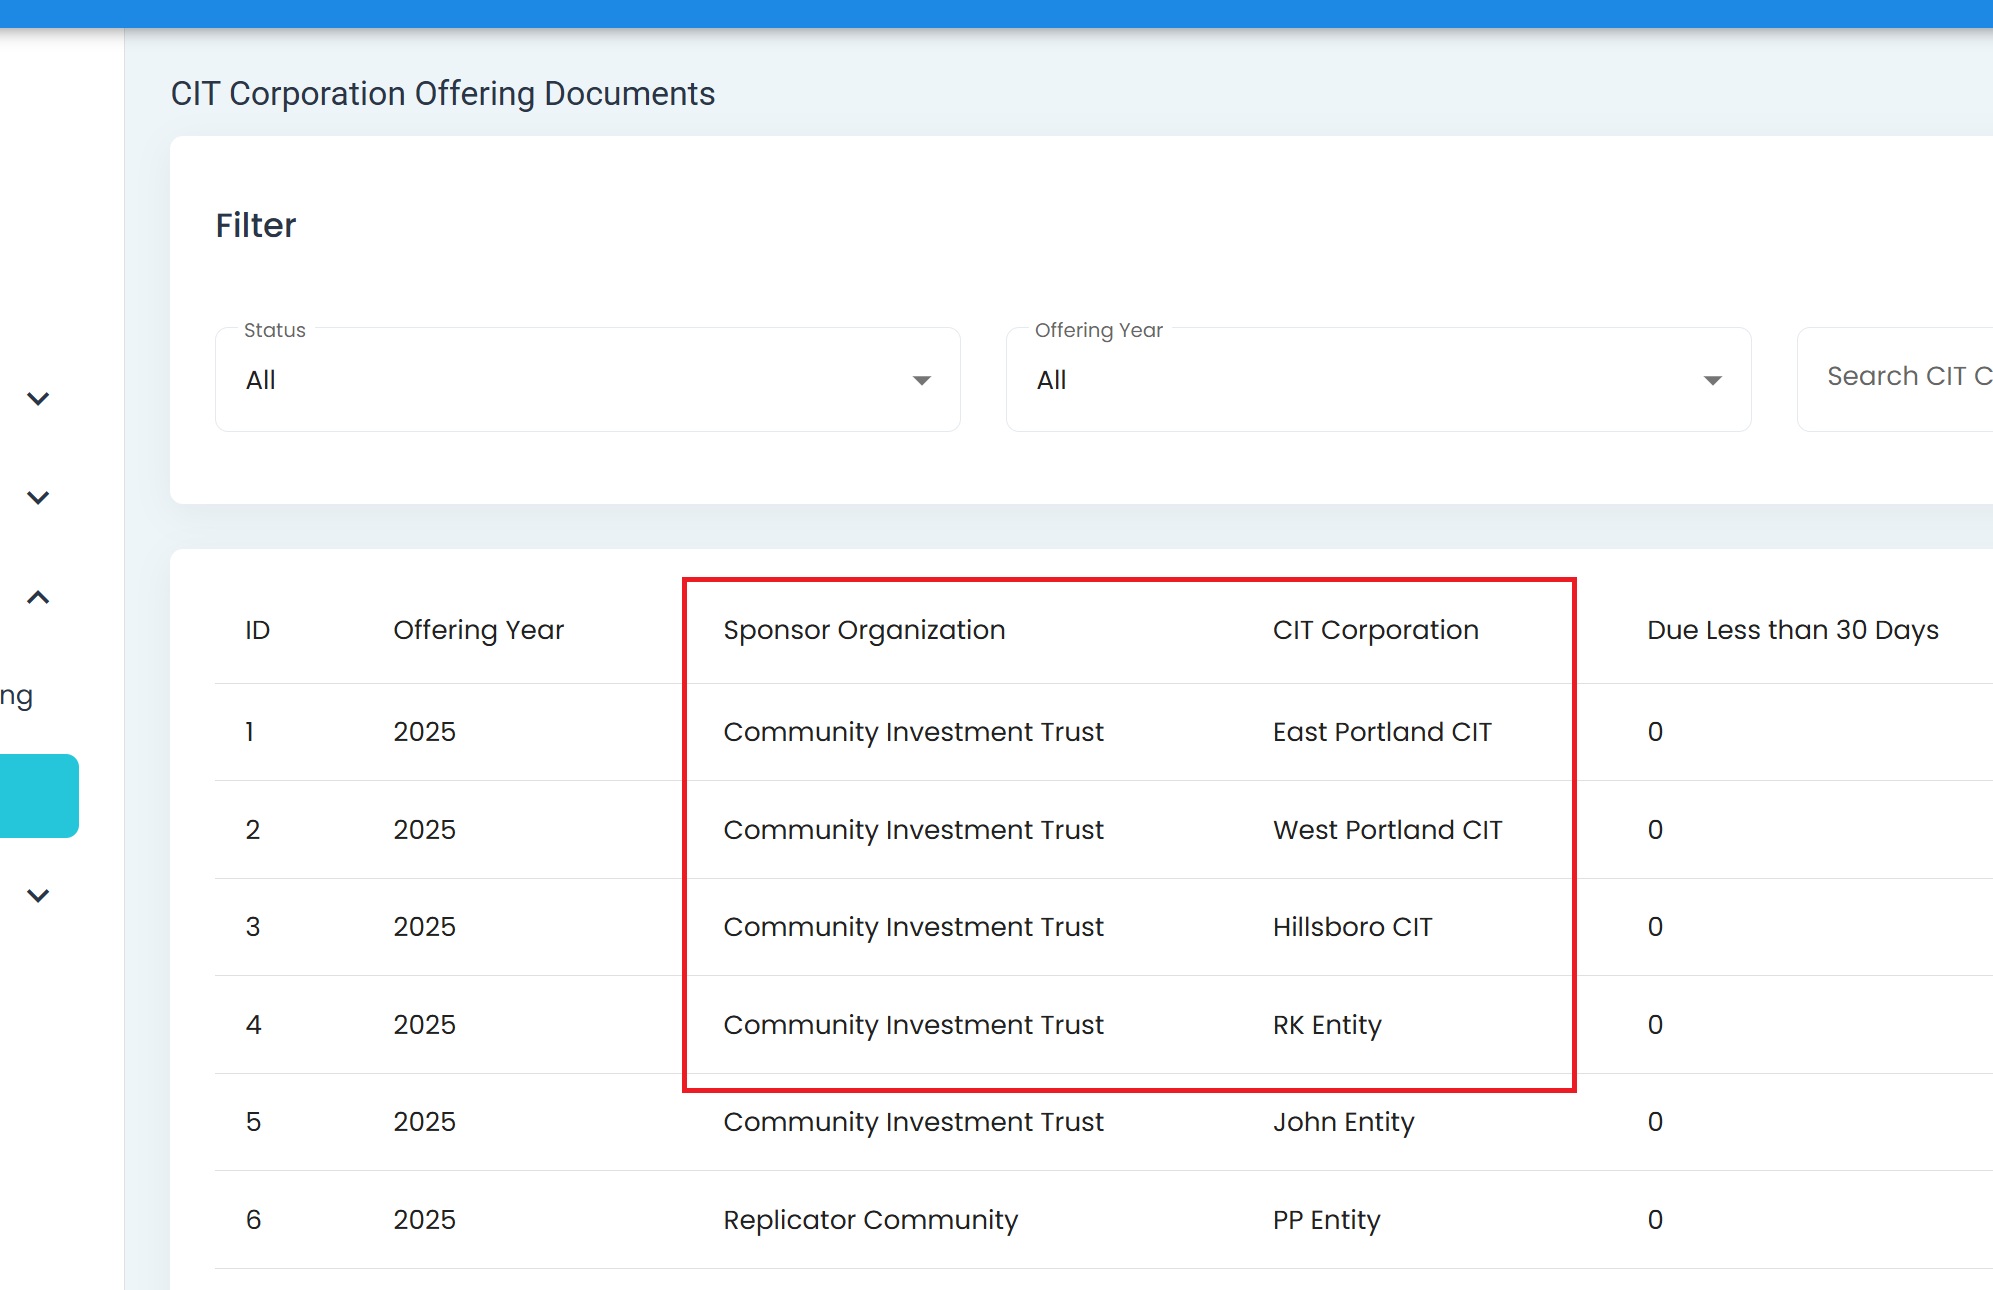 CIT Corporation Offering Documents
Filter
Status
All
Offering Year
All
Search CIT C
ng
ID Offering Year Sponsor Organization CIT Corporation Due Less than 30 Days
1 2025 Community Investment Trust East Portland CIT 0
2 2025 Community Investment Trust West Portland CIT 0
3 2025 Community Investment Trust Hillsboro CIT 0
4 2025 Community Investment Trust RK Entity 0
5 2025 Community Investment Trust John Entity 0
6 2025 Replicator Community PP Entity 0